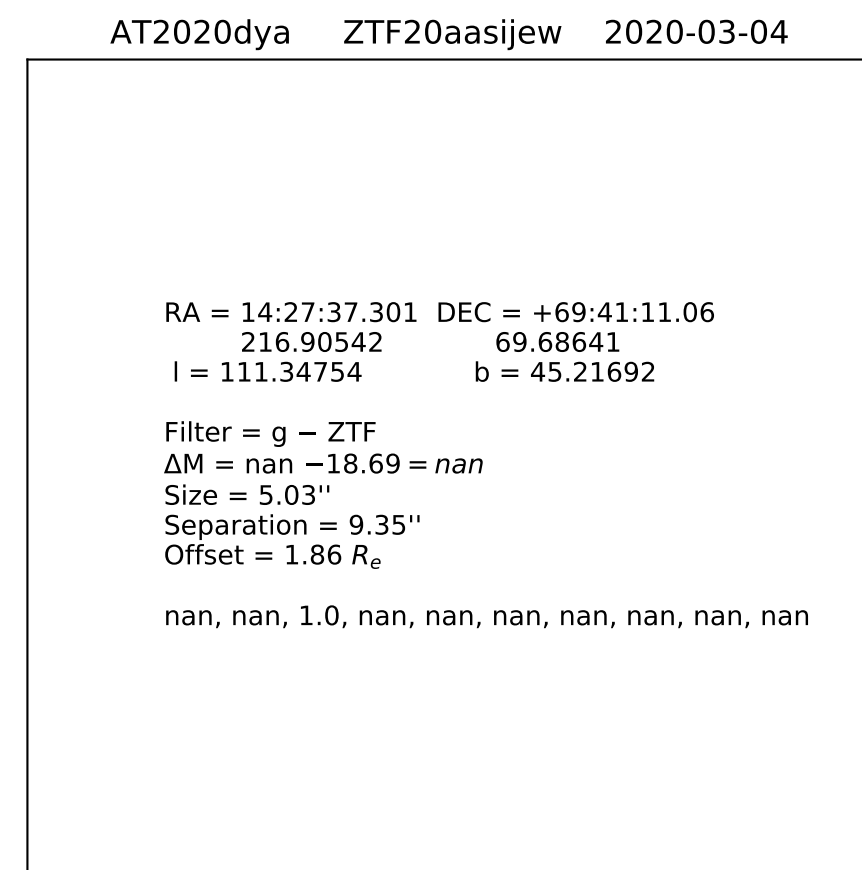 AT2020dya ZTF20aasijew 2020-03-04
RA = 14:27:37.301 DEC = +69:41:11.06
216.90542 69.68641
l = 111.34754 b = 45.21692
Filter = g − ZTF
ΔM = nan −18.69 = nan
Size = 5.03''
Separation = 9.35''
Offset = 1.86 Re
nan, nan, 1.0, nan, nan, nan, nan, nan, nan, nan